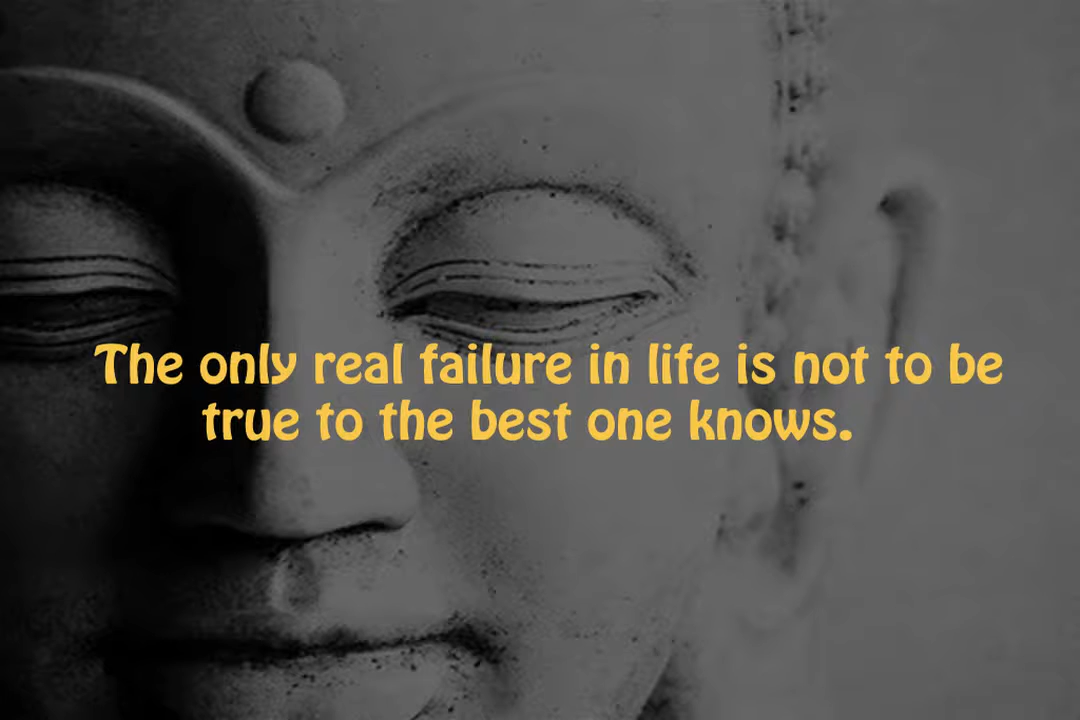 The only real failure in life is not to be
true to the best one knows.